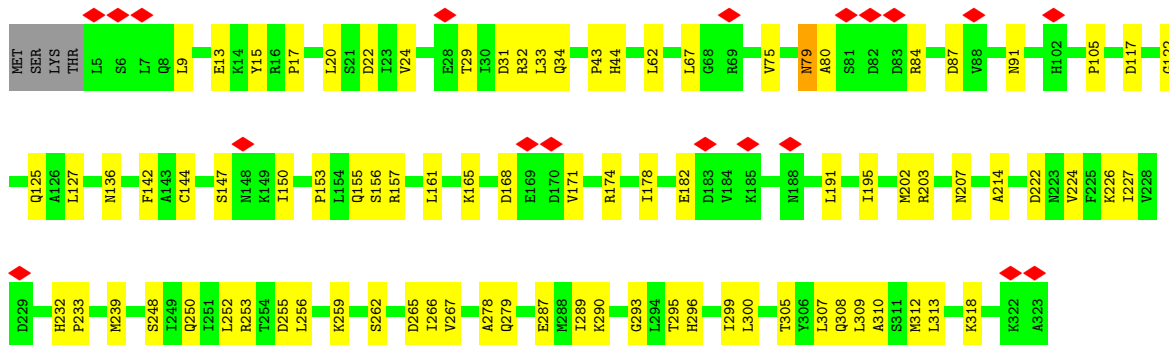 MET SER LYS THR L5 S6 L7 Q8 L9 E13 K14 Y15 R16 P17 L20 S21 D22 I23 V24 E28 T29 I30 D31 R32 L33 Q34 P43 H44 L62 L67 G68 R69 V75 N79 A80 S81 D82 D83 R84 D87 V88 N91 H102 P105 D117
Q125 A126 L127 N136 F142 A143 C144 S147 N148 K149 I150 P153 L154 Q155 S156 R157 L161 K165 D168 E169 D170 V171 R174 I178 E182 D183 V184 K185 N188 L191 I195 M202 R203 N207 A214 D222 N223 V224 F225 K226 I227 V228
D229 H232 P233 M239 S248 I249 Q250 I251 L252 R253 T254 D255 L256 K259 S262 D265 I266 V267 A278 Q279 E287 M288 I289 K290 G293 L294 T295 H296 I299 L300 T305 Y306 L307 Q308 L309 A310 S311 M312 L313 K318 K322 A323